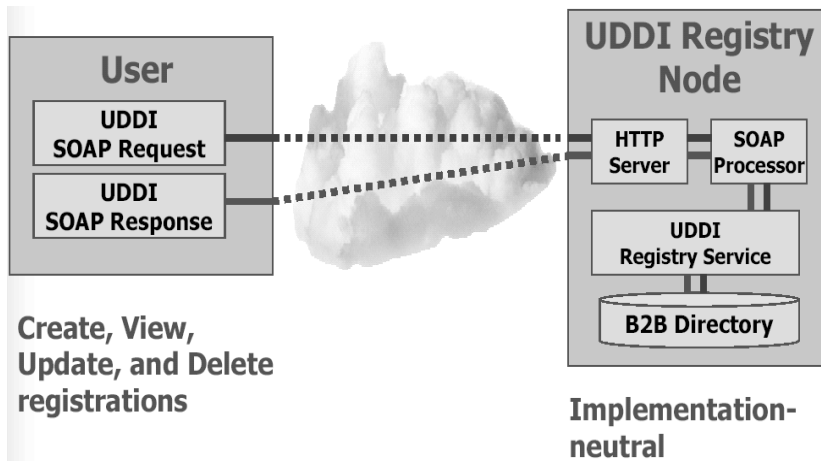 User
UDDI
SOAP Request
UDDI
SOAP Response
Create, View,
Update, and Delete
registrations
UDDI Registry
Node
HTTP
Server
SOAP
Processor
UDDI
Registry Service
B2B Directory
Implementation-
neutral